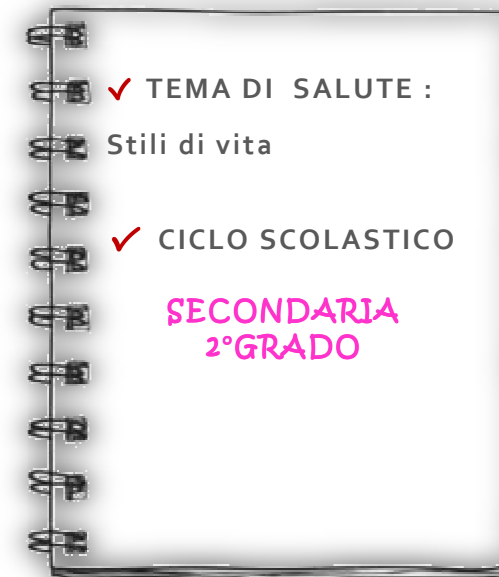 ✓ TEMA DI SALUTE :
Stili di vita
✓ CICLO SCOLASTICO
SECONDARIA
2°GRADO